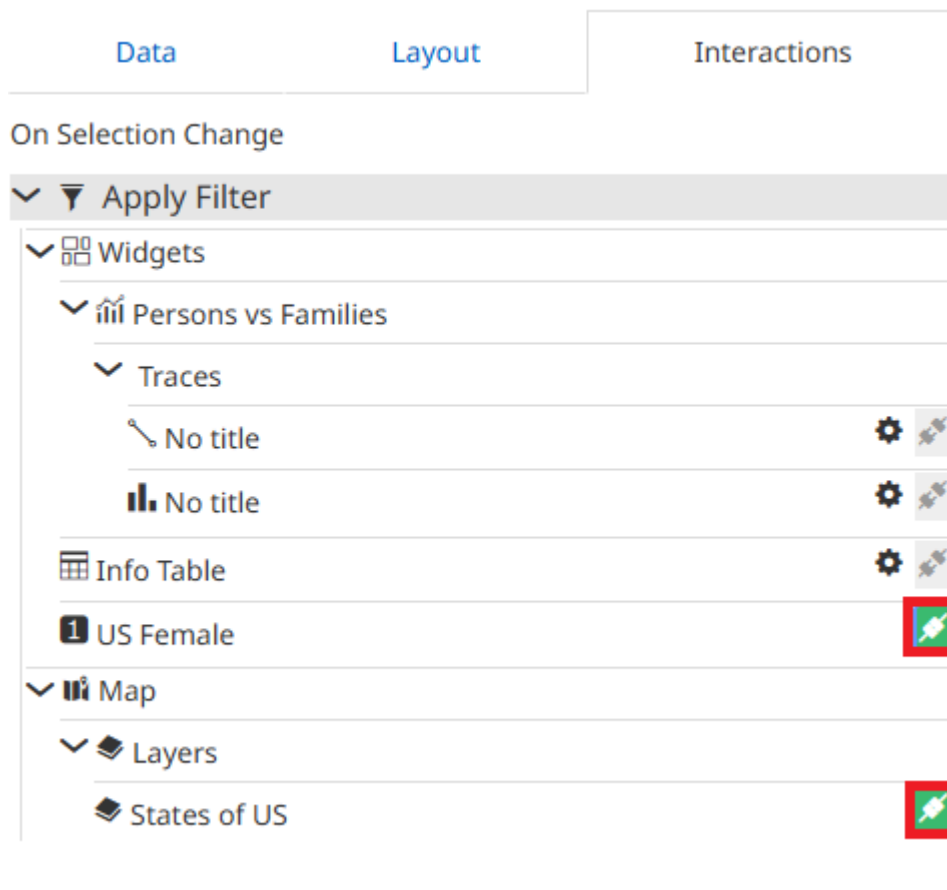 Data Layout Interactions
On Selection Change
Apply Filter
Widgets
Persons vs Families
Traces
No title
No title
Info Table
1 US Female
Map
Layers
States of US